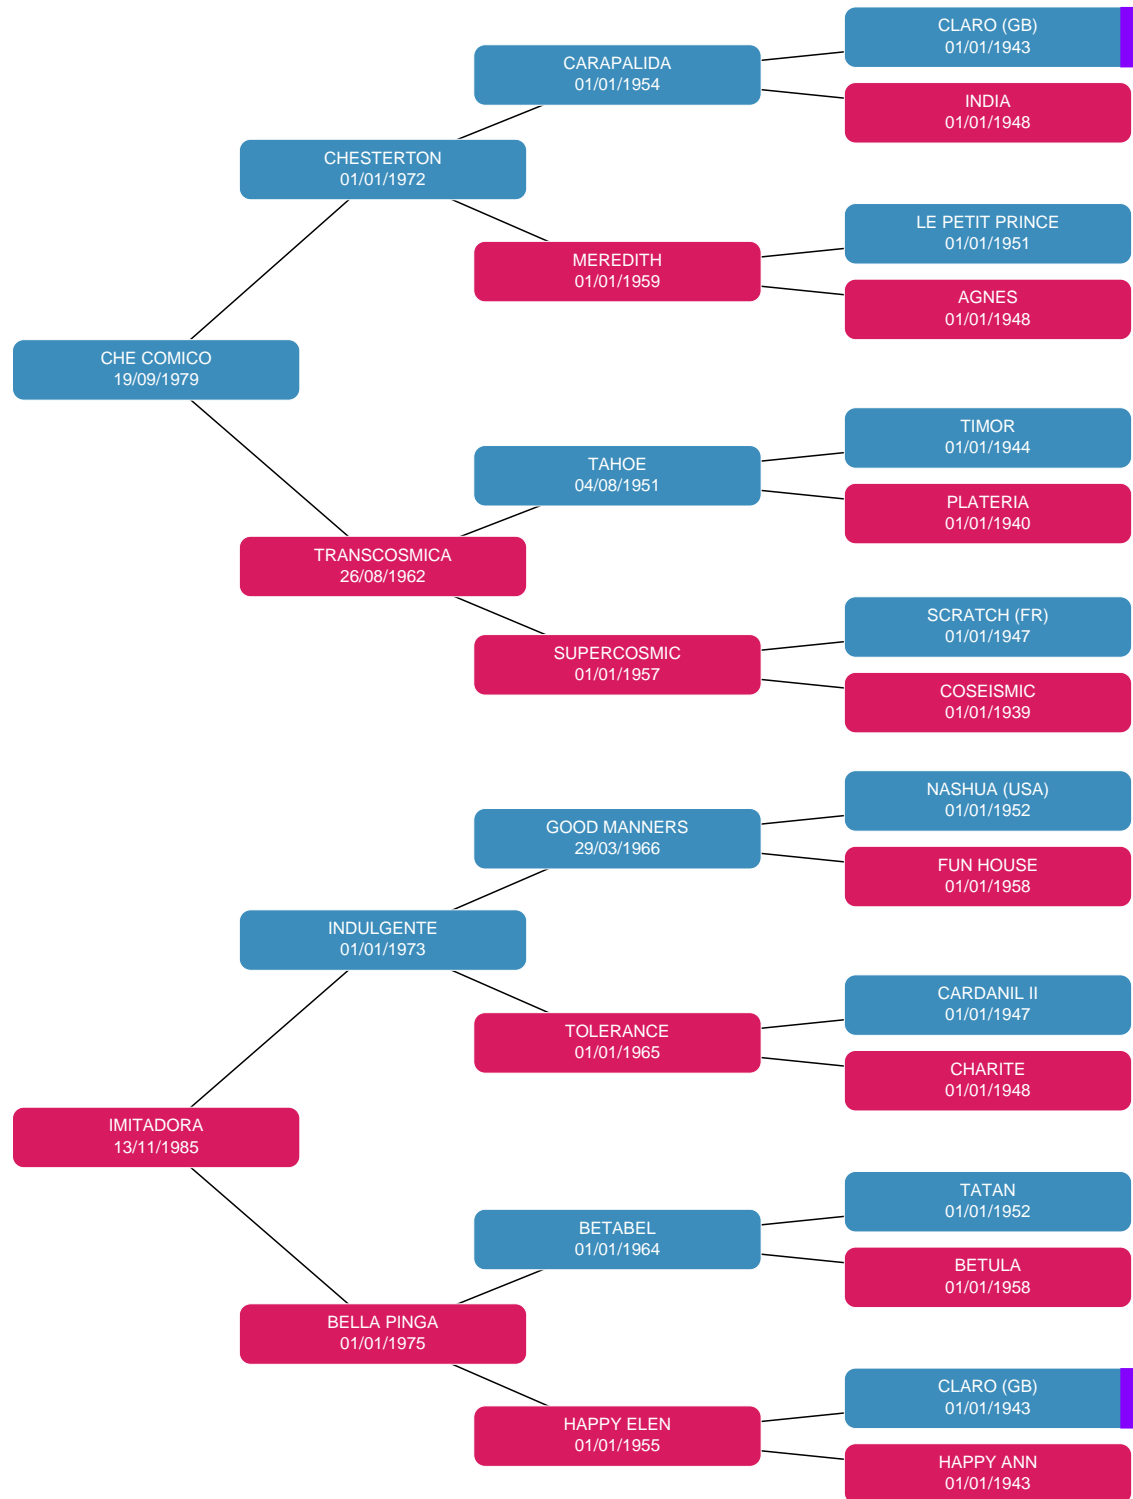 CLARO (GB)
01/01/1943
CARAPALIDA
01/01/1954
INDIA
01/01/1948
CHESTERTON
01/01/1972
LE PETIT PRINCE
01/01/1951
MEREDITH
01/01/1959
AGNES
01/01/1948
CHE COMICO
19/09/1979
TIMOR
01/01/1944
TAHOE
04/08/1951
PLATERIA
01/01/1940
TRANSCOSMICA
26/08/1962
SCRATCH (FR)
01/01/1947
SUPERCOSMIC
01/01/1957
COSEISMIC
01/01/1939
NASHUA (USA)
01/01/1952
GOOD MANNERS
29/03/1966
FUN HOUSE
01/01/1958
INDULGENTE
01/01/1973
CARDANIL II
01/01/1947
TOLERANCE
01/01/1965
CHARITE
01/01/1948
IMITADORA
13/11/1985
TATAN
01/01/1952
BETABEL
01/01/1964
BETULA
01/01/1958
BELLA PINGA
01/01/1975
CLARO (GB)
01/01/1943
HAPPY ELEN
01/01/1955
HAPPY ANN
01/01/1943